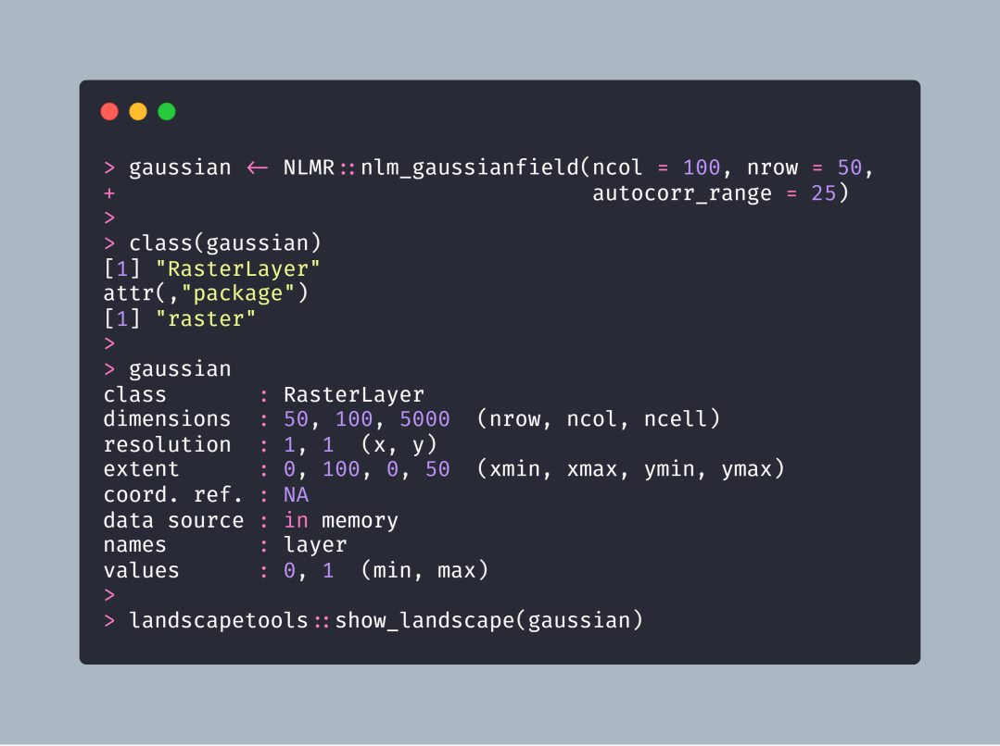 > gaussian <- NLMR::nlm_gaussianfield(ncol = 100, nrow = 50,
+                                     autocorr_range = 25)
>
> class(gaussian)
[1] "RasterLayer"
attr(,"package")
[1] "raster"
>
> gaussian
class       : RasterLayer
dimensions  : 50, 100, 5000  (nrow, ncol, ncell)
resolution  : 1, 1  (x, y)
extent      : 0, 100, 0, 50  (xmin, xmax, ymin, ymax)
coord. ref. : NA
data source : in memory
names       : layer
values      : 0, 1  (min, max)
>
> landscapetools::show_landscape(gaussian)